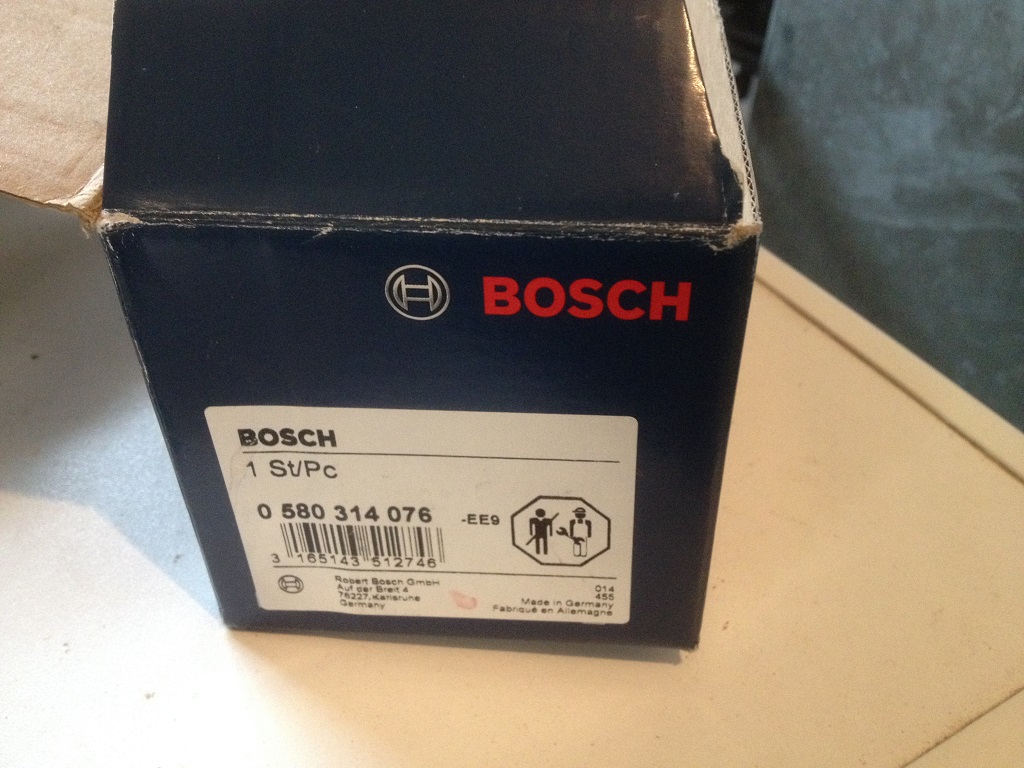 BOSCH
BOSCH
1 St/Pc
0 580 314 076 -EE9
3 165143 512746
Robert Bosch GmbH
Auf der Breit 4
76227, Karlsruhe
Germany
014
455
Made in Germany
Fabriqué en Allemagne